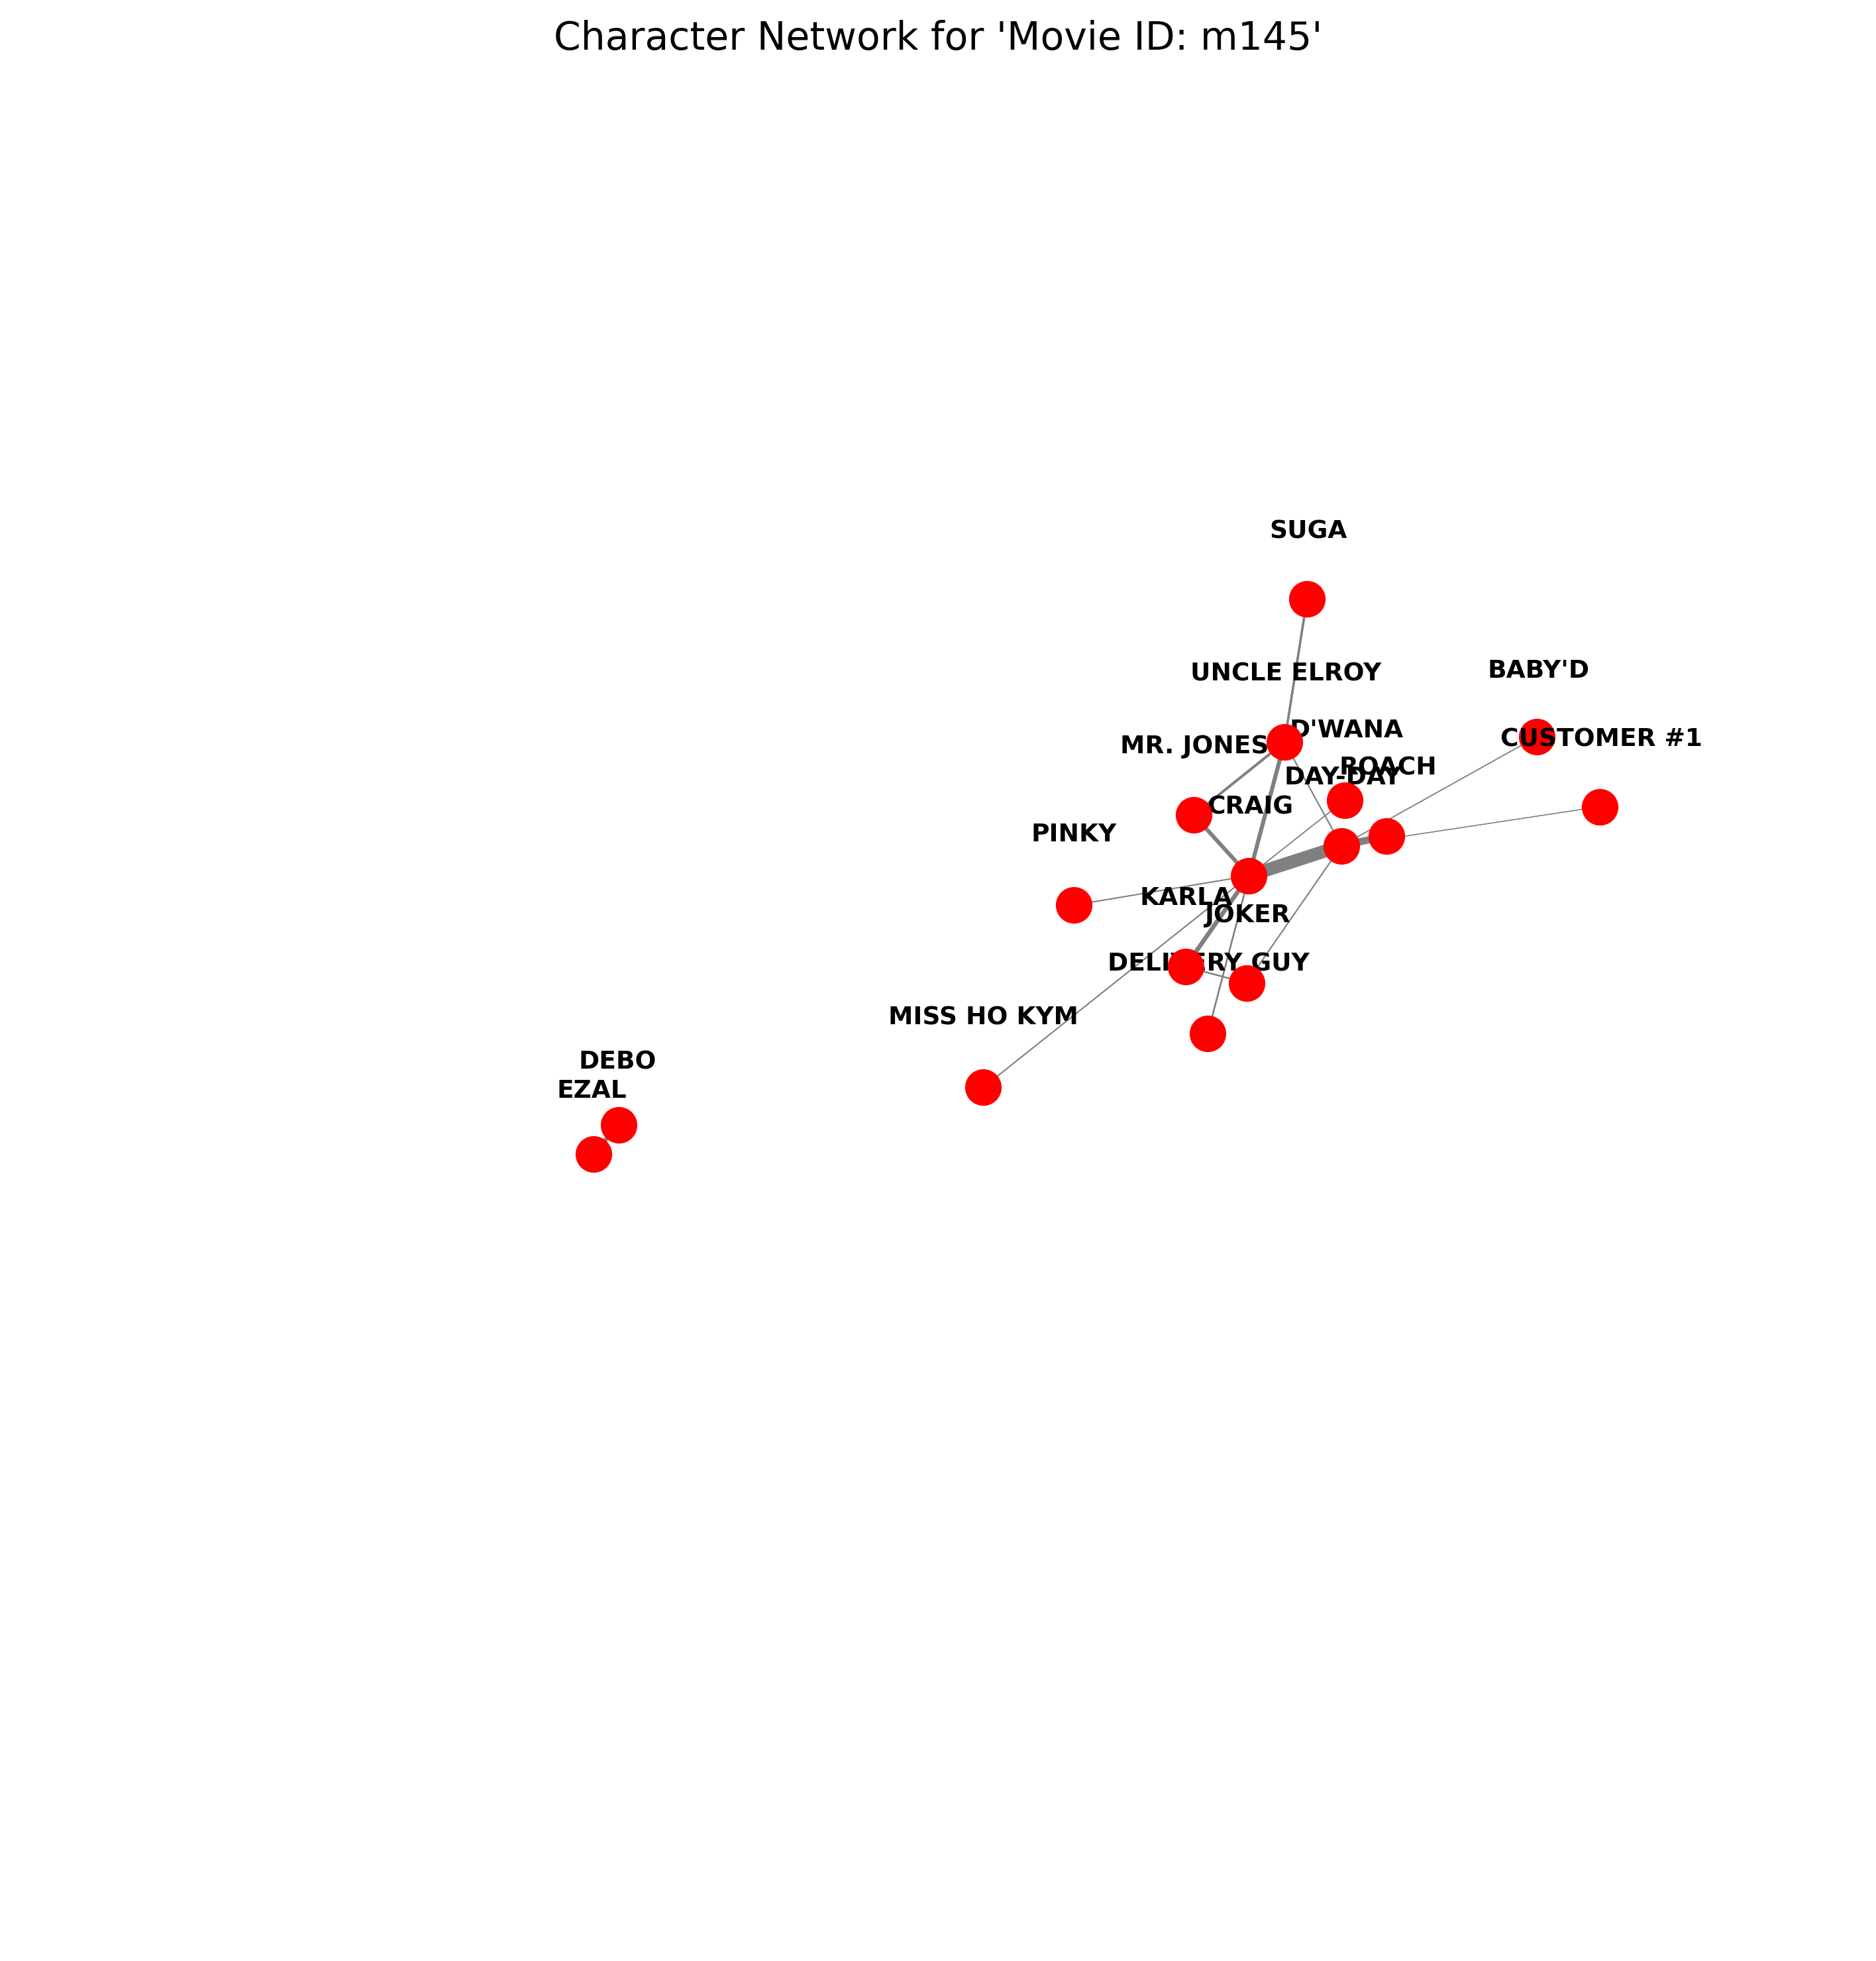 Character Network for 'Movie ID: m145'
SUGA
UNCLE ELROY
BABY'D
D'WANA
CUSTOMER #1
MR. JONES
ROACH
DAY-DAY
CRAIG
PINKY
KARLA
JOKER
DELIVERY GUY
MISS HO KYM
DEBO
EZAL